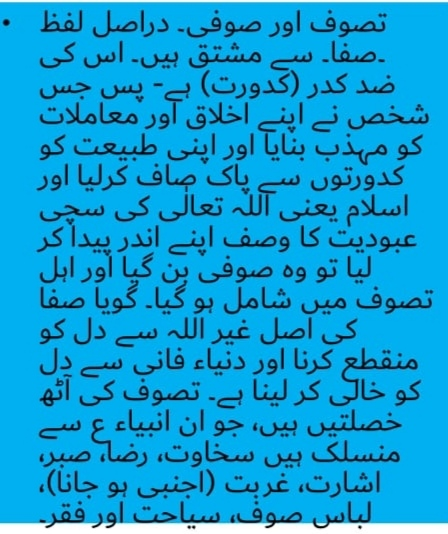 • تصوف اور صوفی۔ دراصل لفظ
۔صفا۔ سے مشتق ہیں۔ اس کی
ضد کدر (کدورت) ہے- پس جس
شخص نے اپنے اخلاق اور معاملات
کو مہذب بنایا اور اپنی طبیعت کو
کدورتوں سے پاک صاف کرلیا اور
اسلام یعنی اللہ تعالٰی کی سچی
عبودیت کا وصف اپنے اندر پیدا کر
لیا تو وہ صوفی بن گیا اور اہل
تصوف میں شامل ہو گیا۔ گویا صفا
کی اصل غیر اللہ سے دل کو
منقطع کرنا اور دنیاء فانی سے دل
کو خالی کر لینا ہے۔ تصوف کی آٹھ
خصلتیں ہیں، جو ان انبیاء ع سے
منسلک ہیں سخاوت، رضا، صبر،
اشارت، غربت (اجنبی ہو جانا)،
لباس صوف، سیاحت اور فقر۔